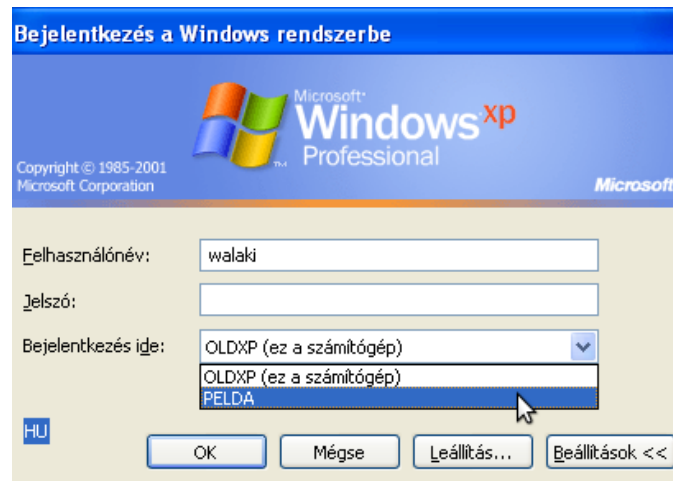 Bejelentkezés a Windows rendszerbe
Microsoft®
Windows xp
Professional
™
Copyright © 1985-2001
Microsoft Corporation
Microsoft
Felhasználónév: walaki
Jelszó:
Bejelentkezés ide: OLDXP (ez a számítógép)
OLDXP (ez a számítógép)
PELDA
HU
OK Mégse Leállítás... Beállítások <<